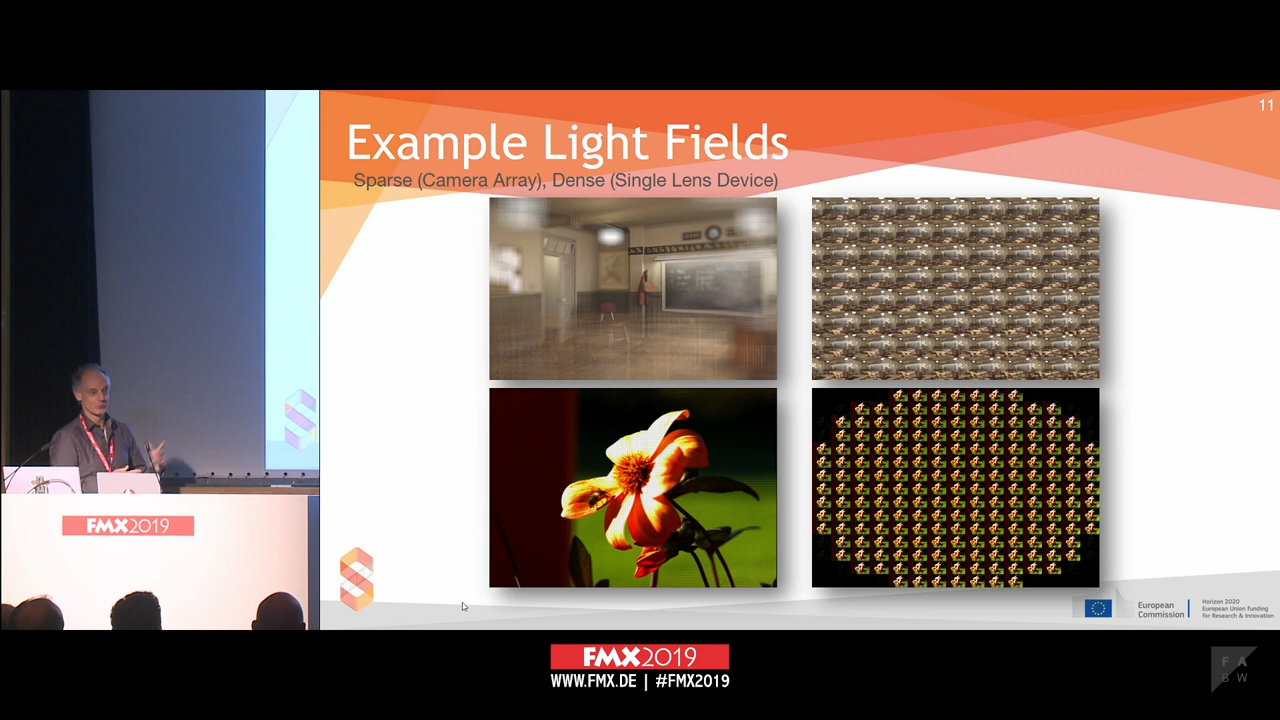 11
Example Light Fields
Sparse (Camera Array), Dense (Single Lens Device)
FMX2019
European
Commission
Horizon 2020
European Union funding
for Research & Innovation
FMX2019
WWW.FMX.DE | #FMX2019
F A
B W